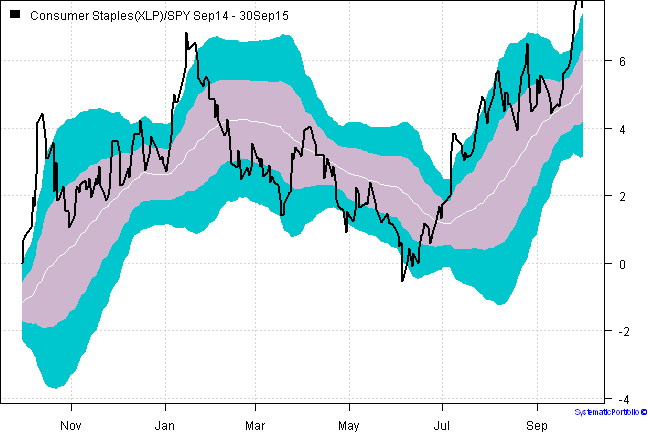 Consumer Staples(XLP)/SPY Sep14 - 30Sep15
6
4
2
0
-2
-4
Nov Jan Mar May Jul Sep
SystematicPortfolio ©